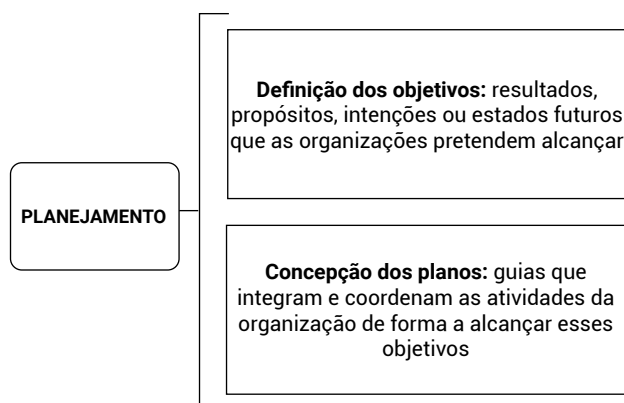 PLANEJAMENTO
Definição dos objetivos: resultados,
propósitos, intenções ou estados futuros
que as organizações pretendem alcançar
Concepção dos planos: guias que
integram e coordenam as atividades da
organização de forma a alcançar esses
objetivos